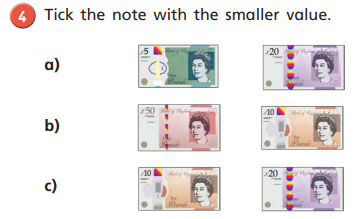 4 Tick the note with the smaller value.
a) £5 £20
b) £50 £10
c) £10 £20